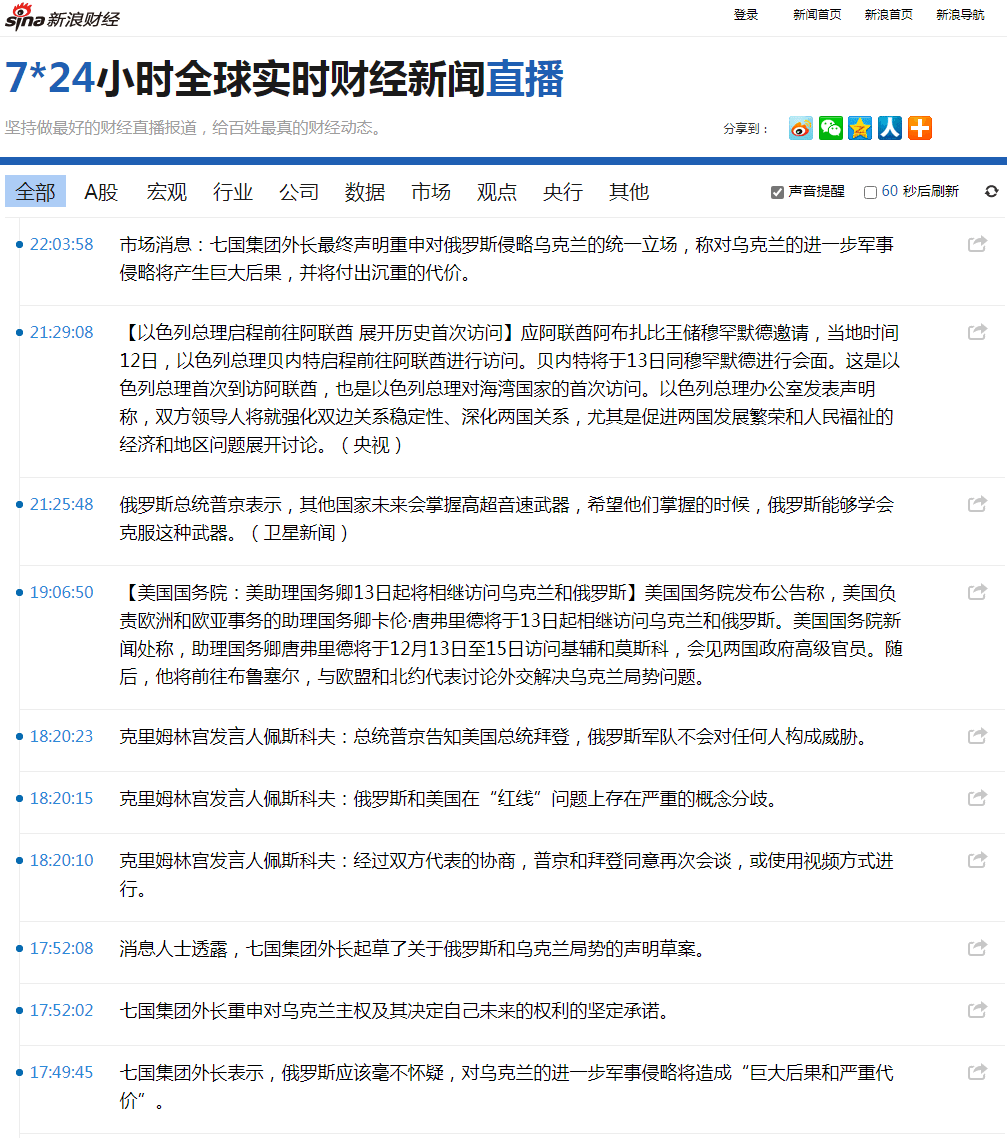 sina 新浪财经
登录 新闻首页 新浪首页 新浪导航
7*24小时全球实时财经新闻直播
坚持做最好的财经直播报道，给百姓最真的财经动态。
分享到：
全部 A股 宏观 行业 公司 数据 市场 观点 央行 其他 声音提醒 60 秒后刷新
22:03:58 市场消息：七国集团外长最终声明重申对俄罗斯侵略乌克兰的统一立场，称对乌克兰的进一步军事
侵略将产生巨大后果，并将付出沉重的代价。
21:29:08 【以色列总理启程前往阿联酋 展开历史首次访问】应阿联酋阿布扎比王储穆罕默德邀请，当地时间
12日，以色列总理贝内特启程前往阿联酋进行访问。贝内特将于13日同穆罕默德进行会面。这是以
色列总理首次到访阿联酋，也是以色列总理对海湾国家的首次访问。以色列总理办公室发表声明
称，双方领导人将就强化双边关系稳定性、深化两国关系，尤其是促进两国发展繁荣和人民福祉的
经济和地区问题展开讨论。（央视）
21:25:48 俄罗斯总统普京表示，其他国家未来会掌握高超音速武器，希望他们掌握的时候，俄罗斯能够学会
克服这种武器。（卫星新闻）
19:06:50 【美国国务院：美助理国务卿13日起将相继访问乌克兰和俄罗斯】美国国务院发布公告称，美国负
责欧洲和欧亚事务的助理国务卿卡伦·唐弗里德将于13日起相继访问乌克兰和俄罗斯。美国国务院新
闻处称，助理国务卿唐弗里德将于12月13日至15日访问基辅和莫斯科，会见两国政府高级官员。随
后，他将前往布鲁塞尔，与欧盟和北约代表讨论外交解决乌克兰局势问题。
18:20:23 克里姆林宫发言人佩斯科夫：总统普京告知美国总统拜登，俄罗斯军队不会对任何人构成威胁。
18:20:15 克里姆林宫发言人佩斯科夫：俄罗斯和美国在“红线”问题上存在严重的概念分歧。
18:20:10 克里姆林宫发言人佩斯科夫：经过双方代表的协商，普京和拜登同意再次会谈，或使用视频方式进
行。
17:52:08 消息人士透露，七国集团外长起草了关于俄罗斯和乌克兰局势的声明草案。
17:52:02 七国集团外长重申对乌克兰主权及其决定自己未来的权利的坚定承诺。
17:49:45 七国集团外长表示，俄罗斯应该毫不怀疑，对乌克兰的进一步军事侵略将造成“巨大后果和严重代
价”。